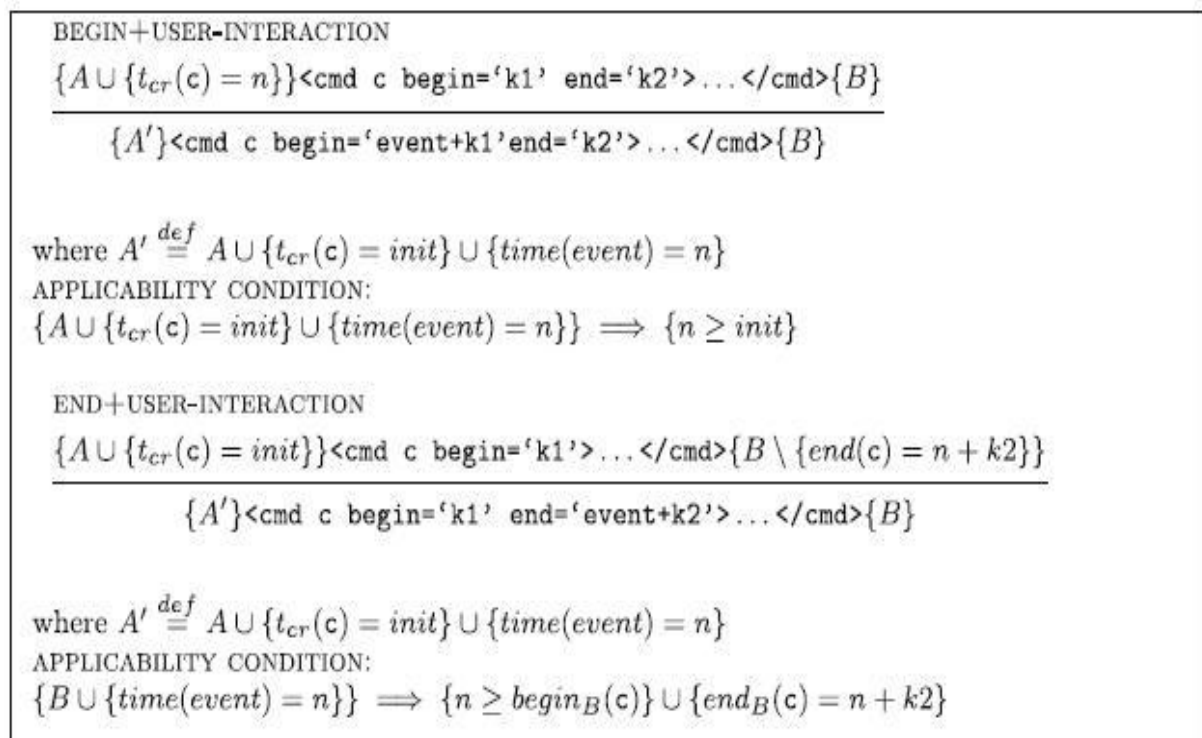 BEGIN+USER-INTERACTION
{A ∪ {t_cr(c) = n}}<cmd c begin=‘k1’ end=‘k2’>...</cmd>{B}
{A′}<cmd c begin=‘event+k1’end=‘k2’>...</cmd>{B}
where A′ def= A ∪ {t_cr(c) = init} ∪ {time(event) = n}
APPLICABILITY CONDITION:
{A ∪ {t_cr(c) = init} ∪ {time(event) = n}} ⟹ {n ≥ init}
END+USER-INTERACTION
{A ∪ {t_cr(c) = init}}<cmd c begin=‘k1’>...</cmd>{B \ {end(c) = n + k2}}
{A′}<cmd c begin=‘k1’ end=‘event+k2’>...</cmd>{B}
where A′ def= A ∪ {t_cr(c) = init} ∪ {time(event) = n}
APPLICABILITY CONDITION:
{B ∪ {time(event) = n}} ⟹ {n ≥ begin_B(c)} ∪ {end_B(c) = n + k2}